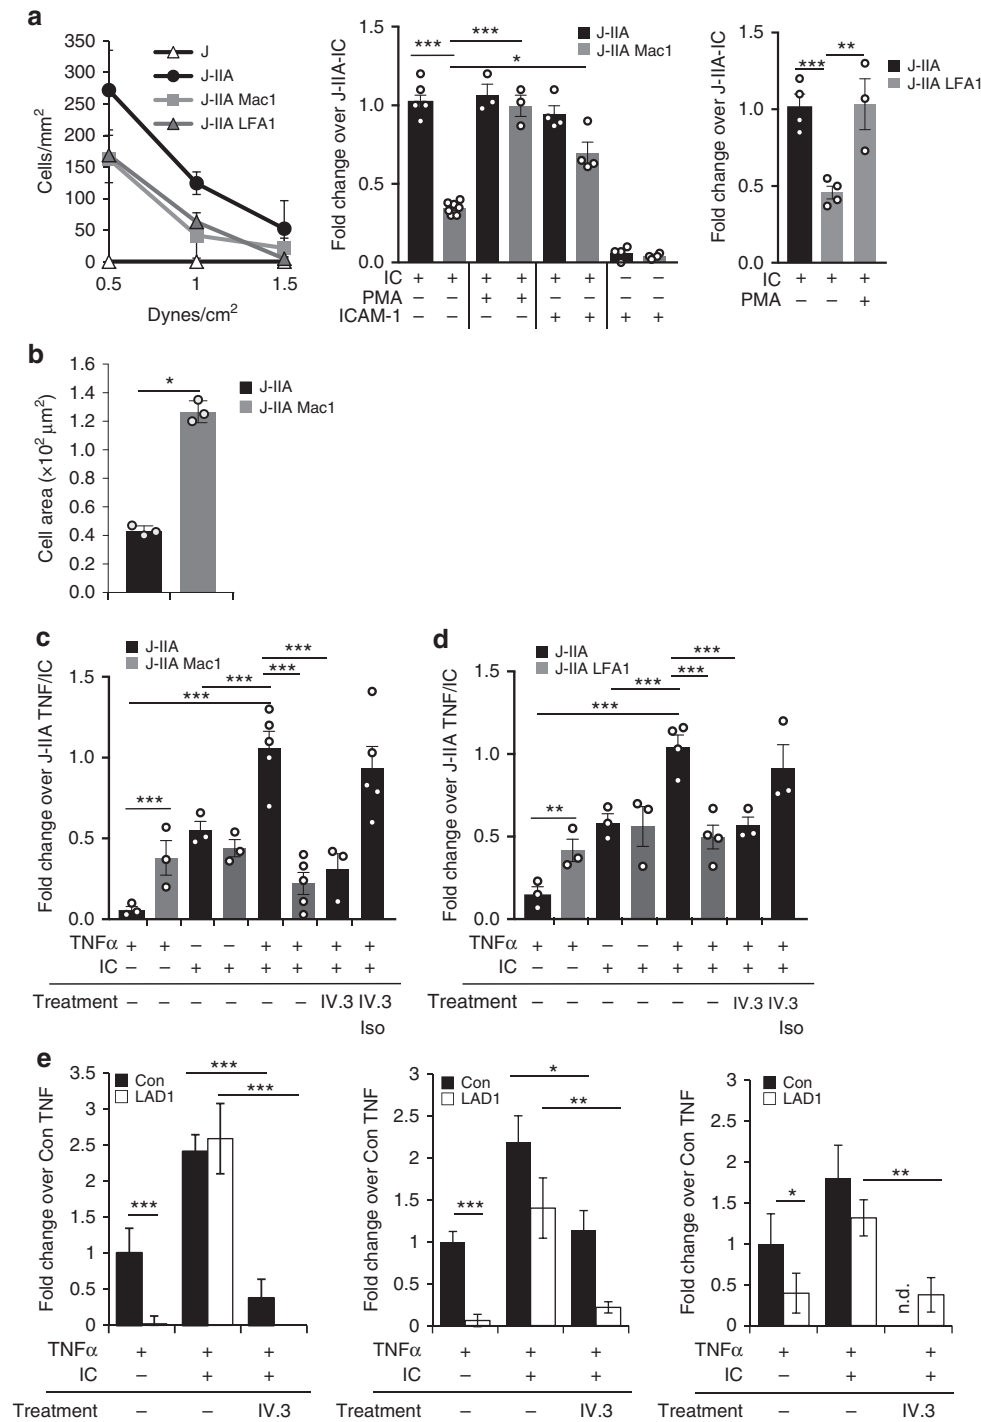 a
350
300
250
200
150
100
50
0
Cells/mm²
0.5 1 1.5
Dynes/cm²
J
J-IIA
J-IIA Mac1
J-IIA LFA1
1.5
1.0
0.5
0.0
Fold change over J-IIA-IC
*** *** *
J-IIA
J-IIA Mac1
IC + + + + + + – –
PMA – – + + – – – –
ICAM-1 – – – – + + + +
1.5
1.0
0.5
0.0
Fold change over J-IIA-IC
*** **
J-IIA
J-IIA LFA1
IC + + +
PMA – – +
b
1.6
1.4
1.2
1.0
0.8
0.6
0.4
0.2
0.0
Cell area (×10² μm²)
*
J-IIA
J-IIA Mac1
c
J-IIA
J-IIA Mac1
1.5
1.0
0.5
0.0
Fold change over J-IIA TNF/IC
***
***
***
***
***
TNFα + + – – + + + +
IC – – + + + + + +
Treatment – – – – – – IV.3 IV.3
Iso
d
J-IIA
J-IIA LFA1
1.5
1.0
0.5
0.0
Fold change over J-IIA TNF/IC
***
***
***
***
**
TNFα + + – – + + + +
IC – – + + + + + +
Treatment – – – – – – IV.3 IV.3
Iso
e
3.5
3
2.5
2
1.5
1
0.5
0
Fold change over Con TNF
Con
LAD1
***
***
***
TNFα + + +
IC – + +
Treatment – – IV.3
3
2.5
2
1.5
1
0.5
0
Fold change over Con TNF
Con
LAD1
*
**
***
+ + +
– + +
– – IV.3
3
2.5
2
1.5
1
0.5
0
Fold change over Con TNF
Con
LAD1
**
*
n.d.
TNFα + + +
IC – + +
Treatment – – IV.3